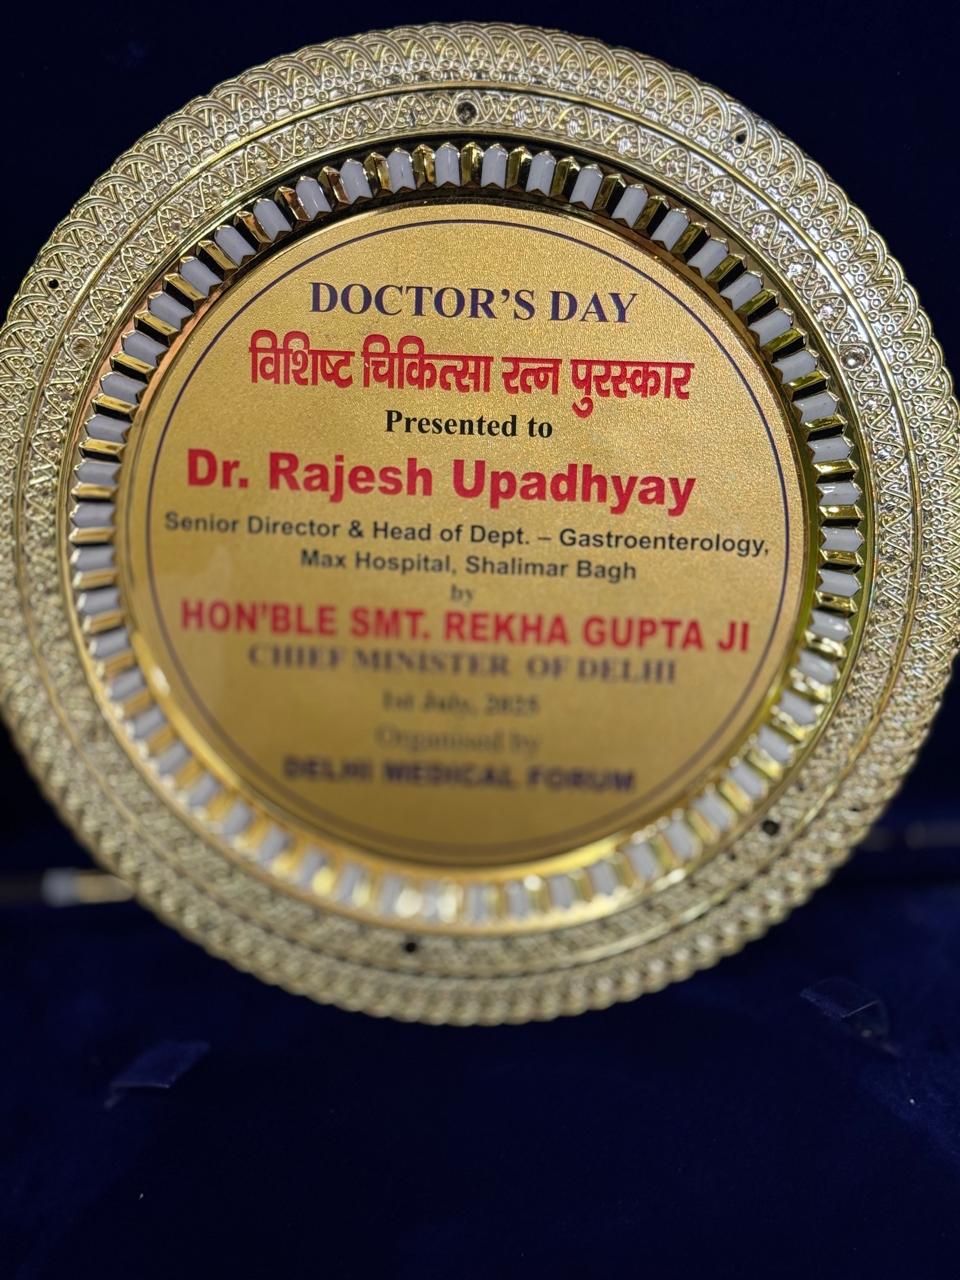 DOCTOR'S DAY
विशिष्ट चिकित्सा रत्न पुरस्कार
Presented to
Dr. Rajesh Upadhyay
Senior Director & Head of Dept. – Gastroenterology,
Max Hospital, Shalimar Bagh
by
HON'BLE SMT. REKHA GUPTA JI
CHIEF MINISTER OF DELHI
1st July, 2025
Organised by
DELHI MEDICAL FORUM